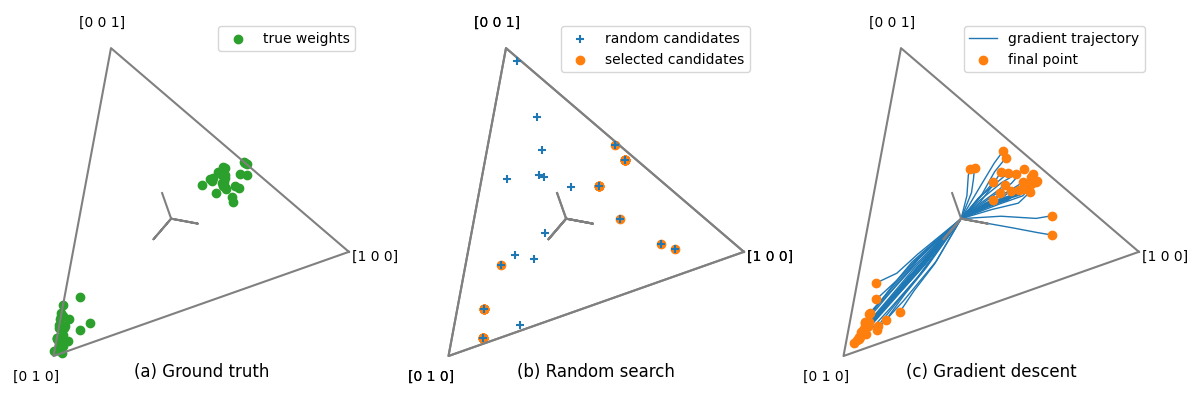 [0 0 1]
true weights
[1 0 0]
[0 1 0]
(a) Ground truth
[0 0 1]
random candidates
selected candidates
[1 0 0]
[0 1 0]
(b) Random search
[0 0 1]
gradient trajectory
final point
[1 0 0]
[0 1 0]
(c) Gradient descent